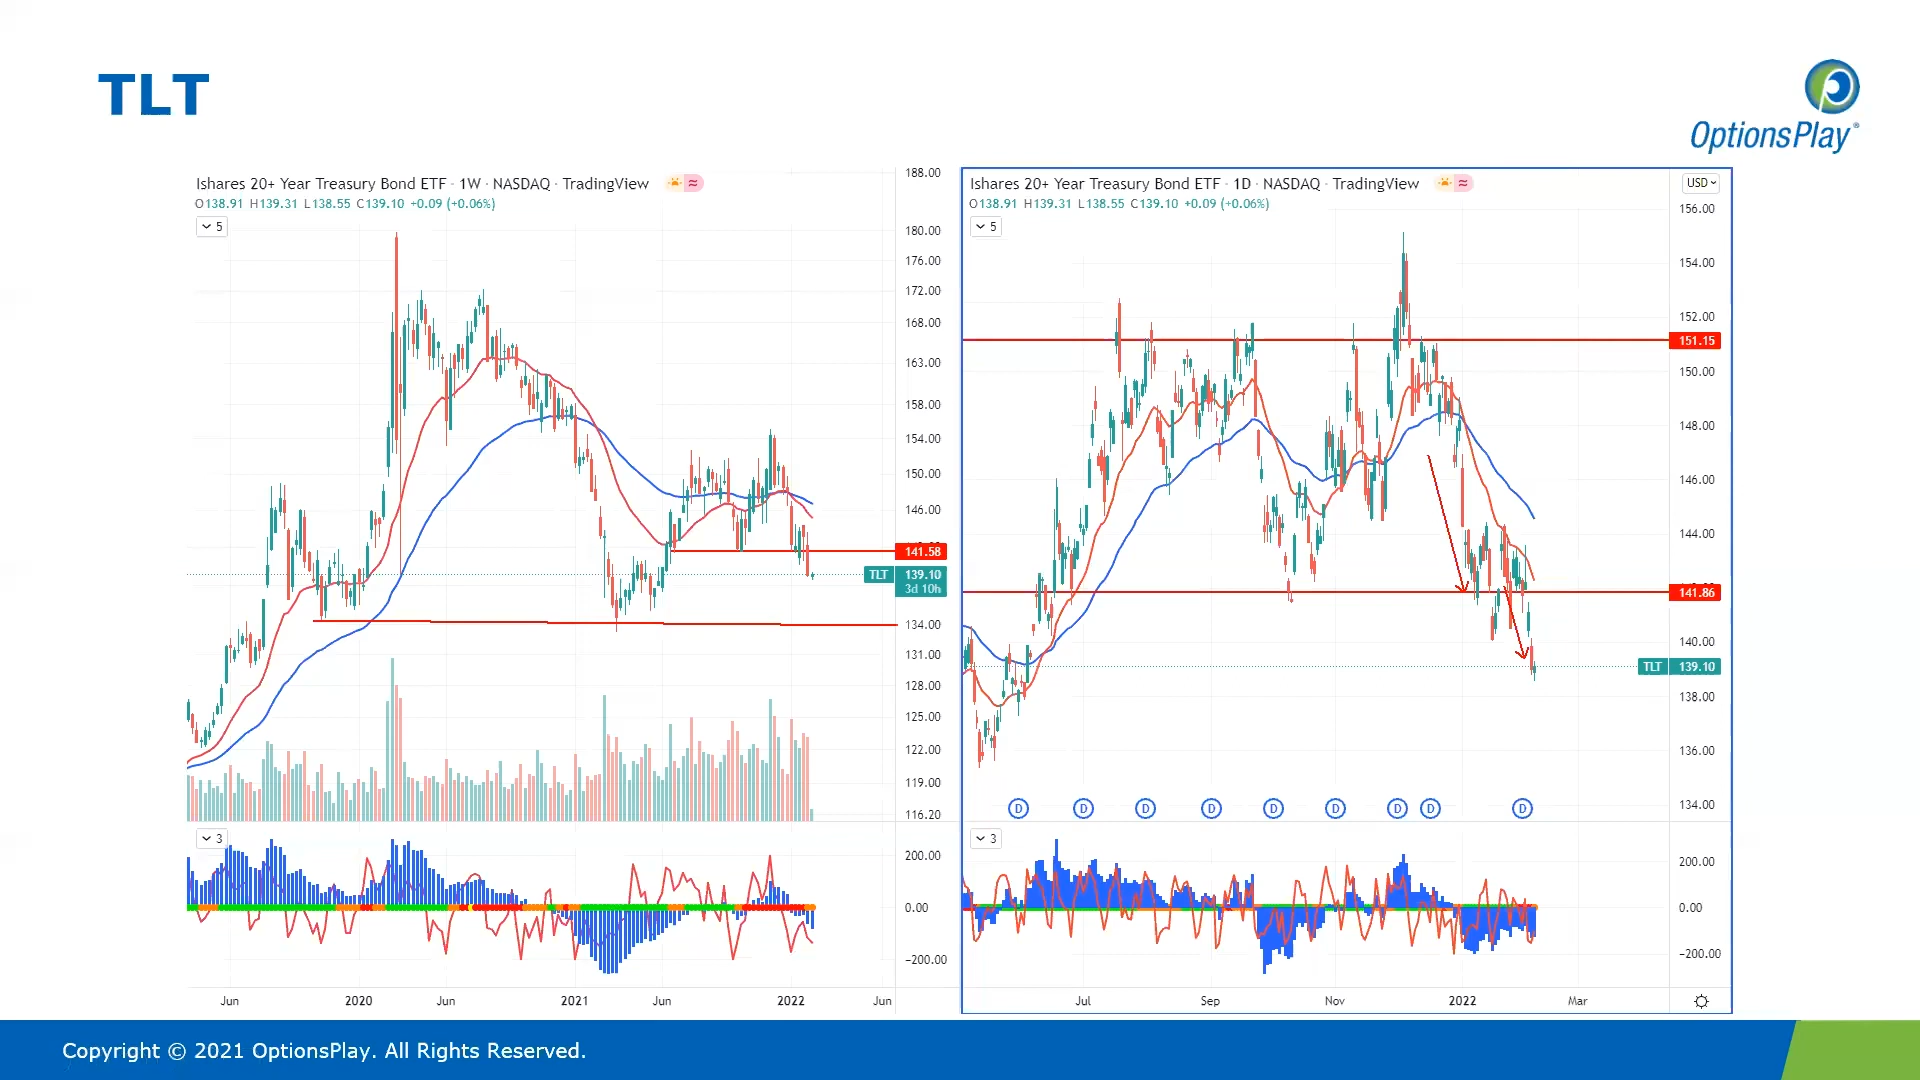 TLT
OptionsPlay®
Ishares 20+ Year Treasury Bond ETF · 1W · NASDAQ · TradingView
O138.91 H139.31 L138.55 C139.10 +0.09 (+0.06%)
5
188.00
180.00
176.00
172.00
168.00
163.00
158.00
154.00
150.00
146.00
141.58
TLT 139.10
3d 10h
134.00
131.00
128.00
125.00
122.00
119.00
116.20
3
200.00
0.00
−200.00
Jun 2020 Jun 2021 Jun 2022 Jun
Ishares 20+ Year Treasury Bond ETF · 1D · NASDAQ · TradingView
USD
O138.91 H139.31 L138.55 C139.10 +0.09 (+0.06%)
5
156.00
154.00
152.00
151.15
150.00
148.00
146.00
144.00
141.86
140.00
TLT 139.10
138.00
136.00
134.00
D D D D D D D D D
3
200.00
0.00
−200.00
Jul Sep Nov 2022 Mar
Copyright © 2021 OptionsPlay. All Rights Reserved.